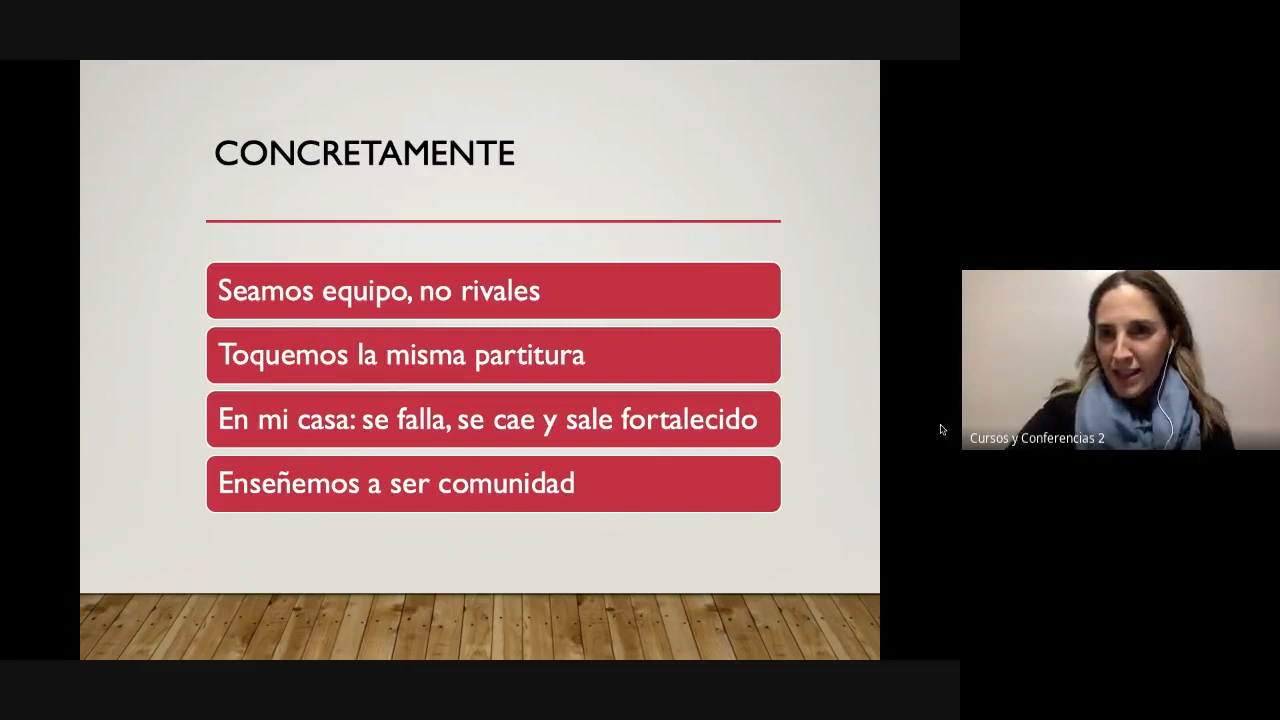 CONCRETAMENTE
Seamos equipo, no rivales
Toquemos la misma partitura
En mi casa: se falla, se cae y sale fortalecido
Enseñemos a ser comunidad
Cursos y Conferencias 2